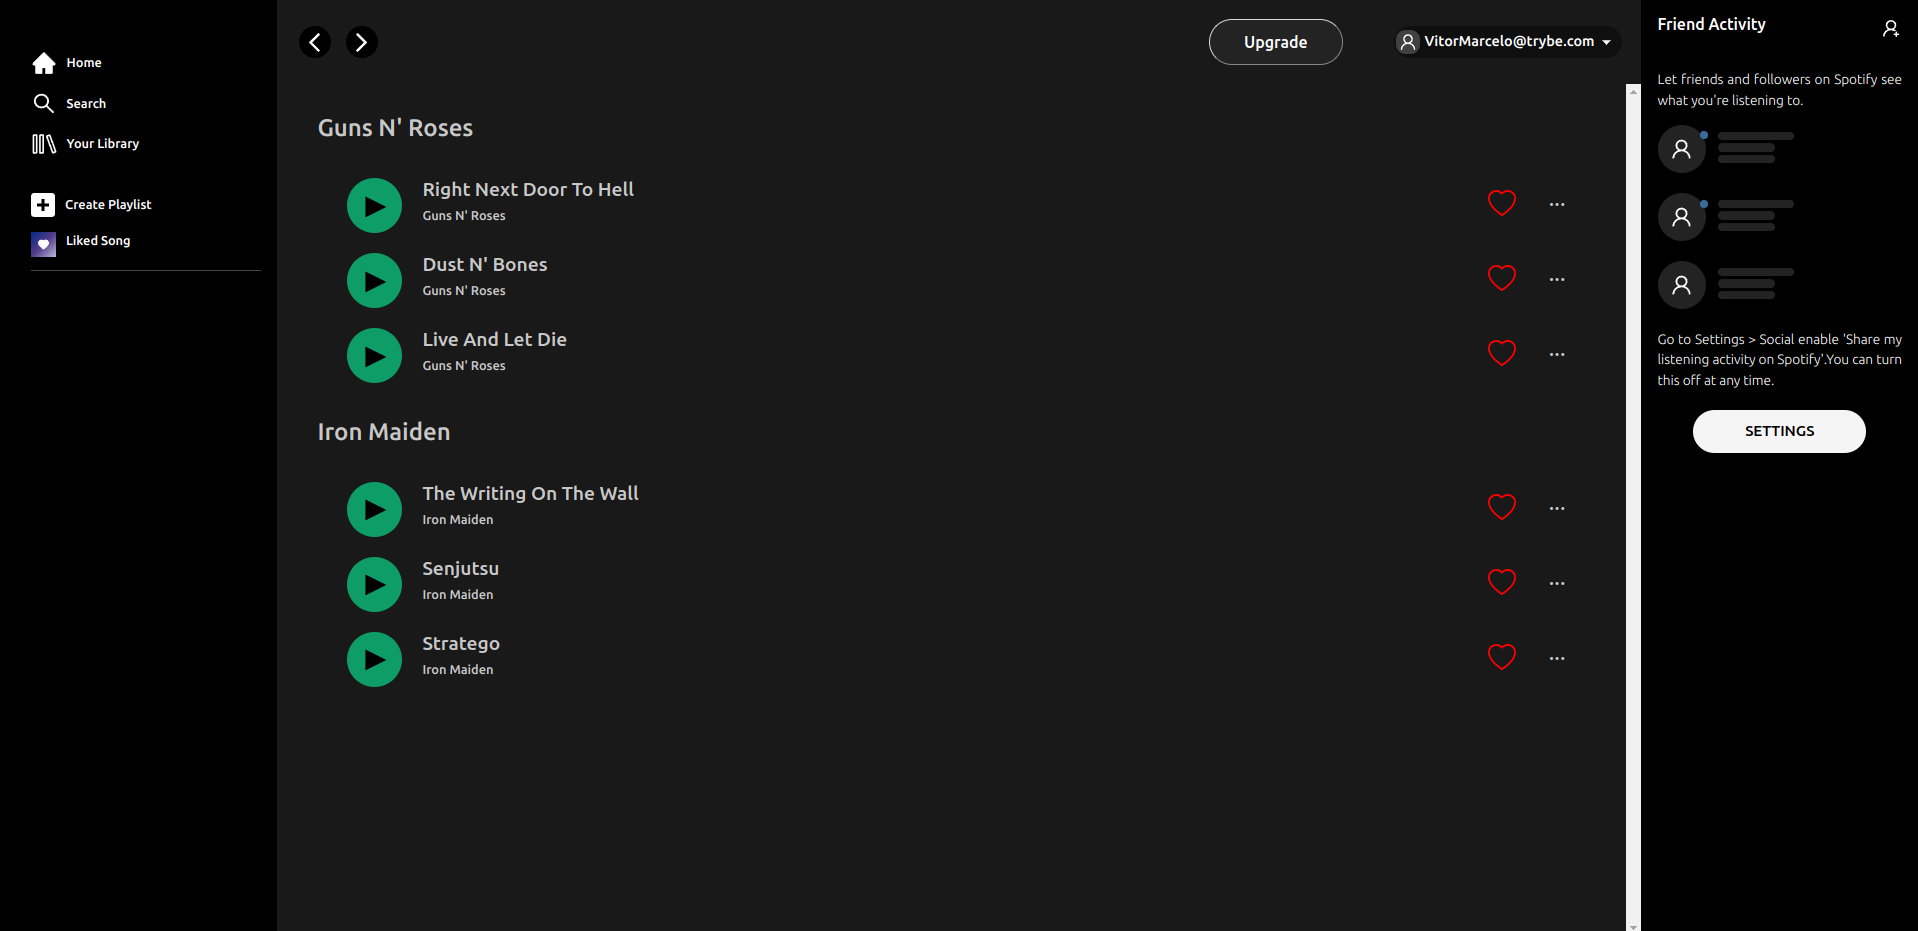 Home
Search
Your Library
Create Playlist
Liked Song
Upgrade
VitorMarcelo@trybe.com
Guns N' Roses
Right Next Door To Hell
Guns N' Roses
Dust N' Bones
Guns N' Roses
Live And Let Die
Guns N' Roses
Iron Maiden
The Writing On The Wall
Iron Maiden
Senjutsu
Iron Maiden
Stratego
Iron Maiden
Friend Activity
Let friends and followers on Spotify see
what you're listening to.
Go to Settings > Social enable 'Share my
listening activity on Spotify'.You can turn
this off at any time.
SETTINGS